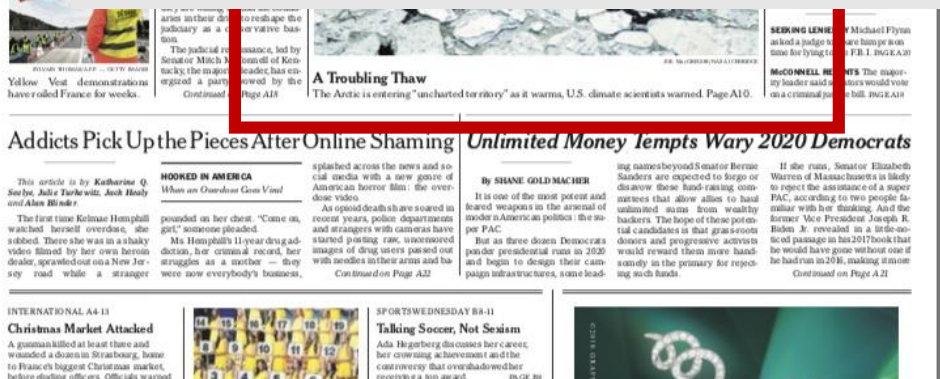 aries in their
reshape the
judiciary as a
bas-
tion.
The judicial
led by
Senator Mitch
of Ken-
tucky, the
leader, has en-
ergized a party
by the
Continued
Page A18
Yellow Vest demonstrations
have roiled France for weeks.
A Troubling Thaw
The Arctic is entering “uncharted territory” as it warms, U.S. climate scientists warned. Page A10.
Michael Flynn
asked a judge to
him prison
time for lying to
F.B.I. PAGE A20
The major-
ity leader said
would vote
on a criminal
bill. PAGE A18
Addicts Pick Up the Pieces After Online Shaming
This article is by Katharine Q.
Seelye, Julie Turkewitz, Jack Healy
and Alan Blinder.
The first time Kelmae Hemphill
watched herself overdose, she
sobbed. There she was in a shaky
video filmed by her own heroin
dealer, sprawled out on a New Jer-
sey road while a stranger
HOOKED IN AMERICA
When an Overdose Goes Viral
pounded on her chest. “Come on,
girl,” someone pleaded.
Ms. Hemphill’s 11-year drug ad-
diction, her criminal record, her
struggles as a mother — they
were now everybody’s business,
splashed across the news and so-
cial media with a new genre of
American horror film: the over-
dose video.
As opioid deaths have soared in
recent years, police departments
and strangers with cameras have
started posting raw, uncensored
images of drug users passed out
with needles in their arms and ba-
Continued on Page A22
Unlimited Money Tempts Wary 2020 Democrats
By SHANE GOLDMACHER
It is one of the most potent and
feared weapons in the arsenal of
modern American politics: the su-
per PAC.
But as three dozen Democrats
ponder presidential runs in 2020
and begin to design their cam-
paign infrastructures, some lead-
ing names beyond Senator Bernie
Sanders are expected to forgo or
disavow these fund-raising com-
mittees that allow allies to haul
unlimited sums from wealthy
backers. The hope of these poten-
tial candidates is that grass-roots
donors and progressive activists
would reward them more hand-
somely in the primary for reject-
ing such funds.
If she runs, Senator Elizabeth
Warren of Massachusetts is likely
to reject the assistance of a super
PAC, according to two people fa-
miliar with her thinking. And the
former Vice President Joseph R.
Biden Jr. revealed in a little-no-
ticed passage in his 2017 book that
he would have gone without one if
he had run in 2016, making it more
Continued on Page A21
INTERNATIONAL A4-13
Christmas Market Attacked
A gunman killed at least three and
wounded a dozen in Strasbourg, home
to France’s biggest Christmas market,
before eluding officers. Officials warned
SPORTSWEDNESDAY B8-11
Talking Soccer, Not Sexism
Ada Hegerberg discusses her career,
her crowning achievement and the
controversy that overshadowed her
receiving a top award. PAGE B8